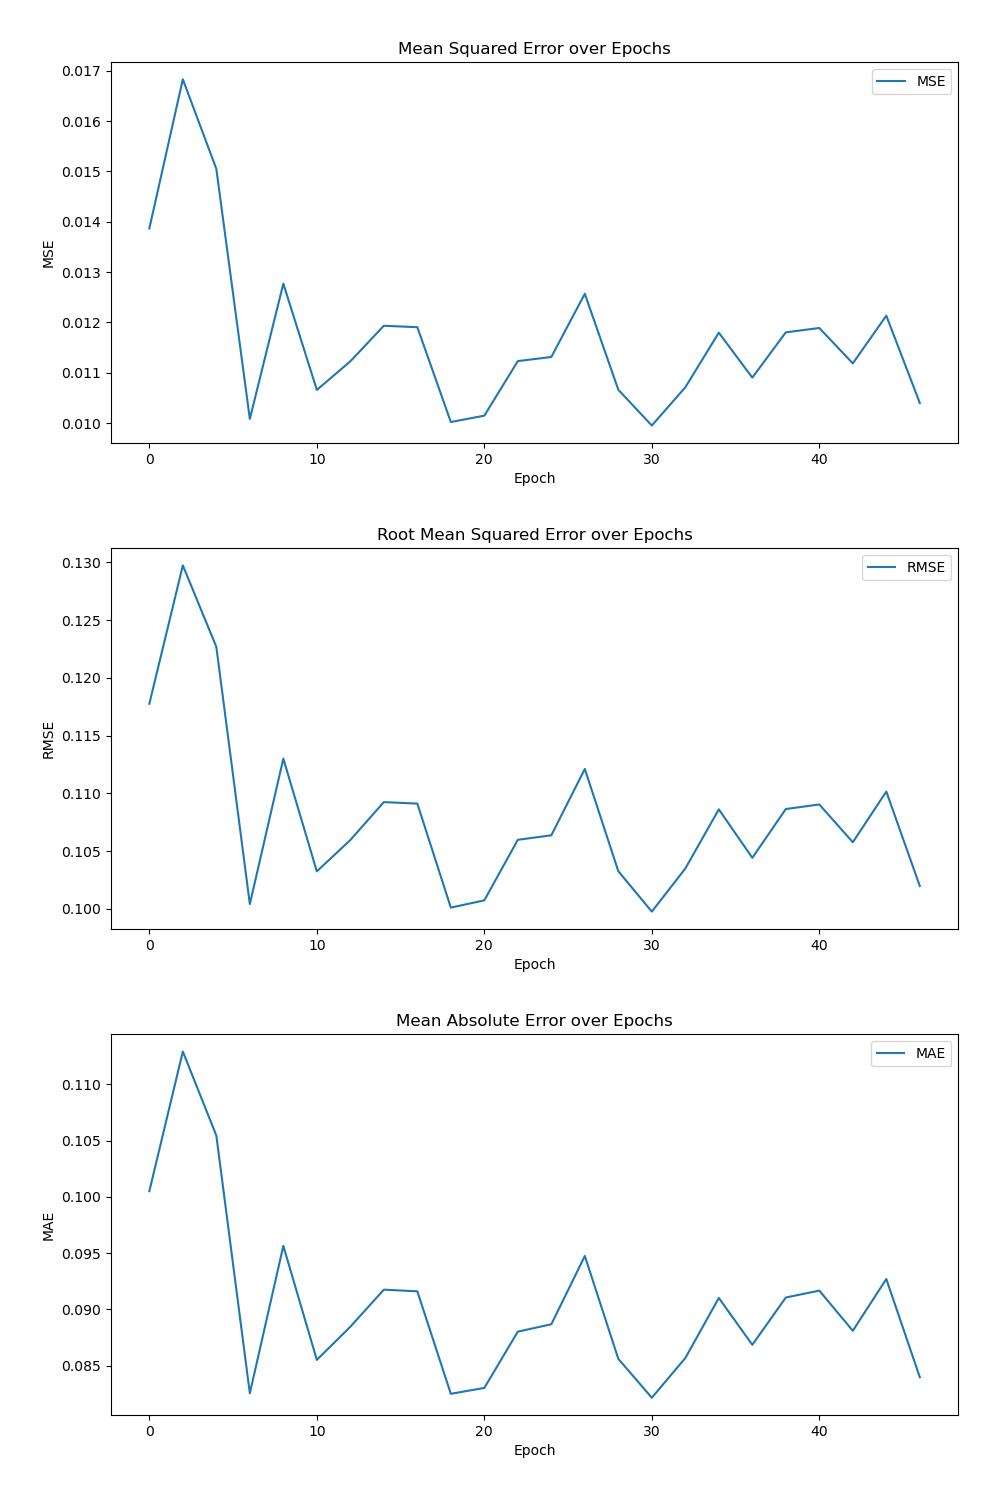 Mean Squared Error over Epochs
MSE
0.017
0.016
0.015
0.014
0.013
0.012
0.011
0.010
MSE
0 10 20 30 40
Epoch
Root Mean Squared Error over Epochs
RMSE
0.130
0.125
0.120
0.115
0.110
0.105
0.100
RMSE
0 10 20 30 40
Epoch
Mean Absolute Error over Epochs
MAE
0.110
0.105
0.100
0.095
0.090
0.085
MAE
0 10 20 30 40
Epoch